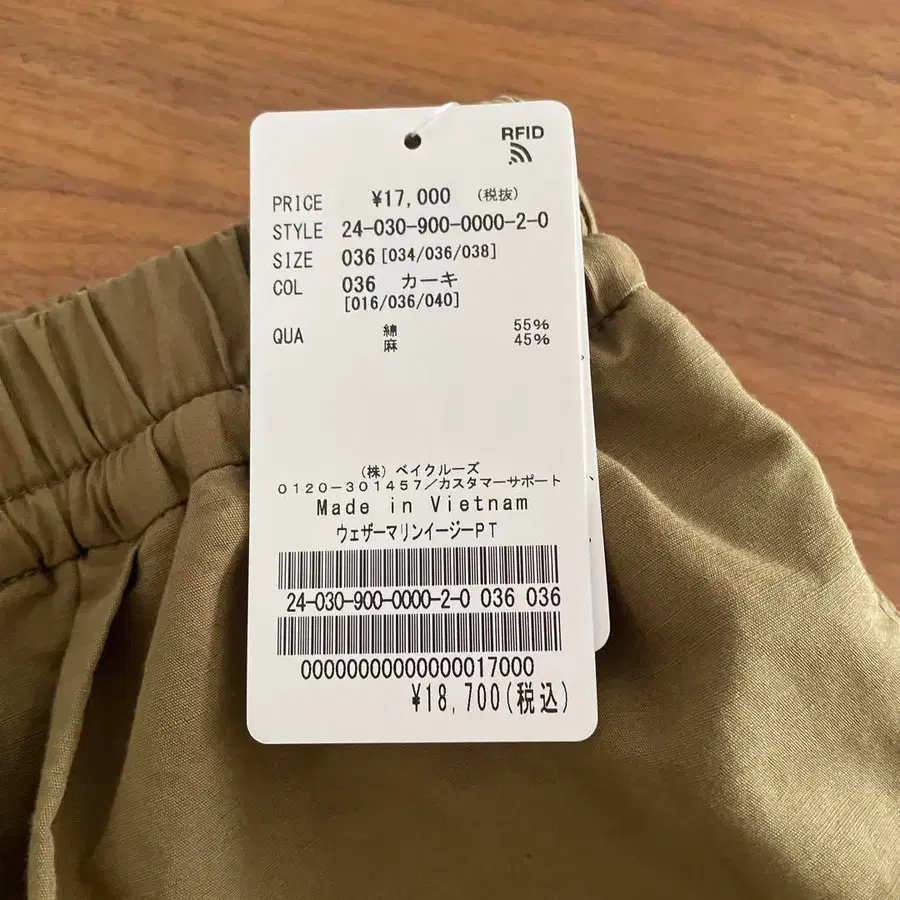 RFID
PRICE ¥17,000 (税抜)
STYLE 24-030-900-0000-2-0
SIZE 036[034/036/038]
COL 036 カーキ
[016/036/040]
QUA 綿 55%
麻 45%
(株)ベイクルーズ
0120-301457/カスタマーサポート
Made in Vietnam
ウェザーマリンイージーPT
24-030-900-0000-2-0 036 036
00000000000000017000
¥18,700(税込)